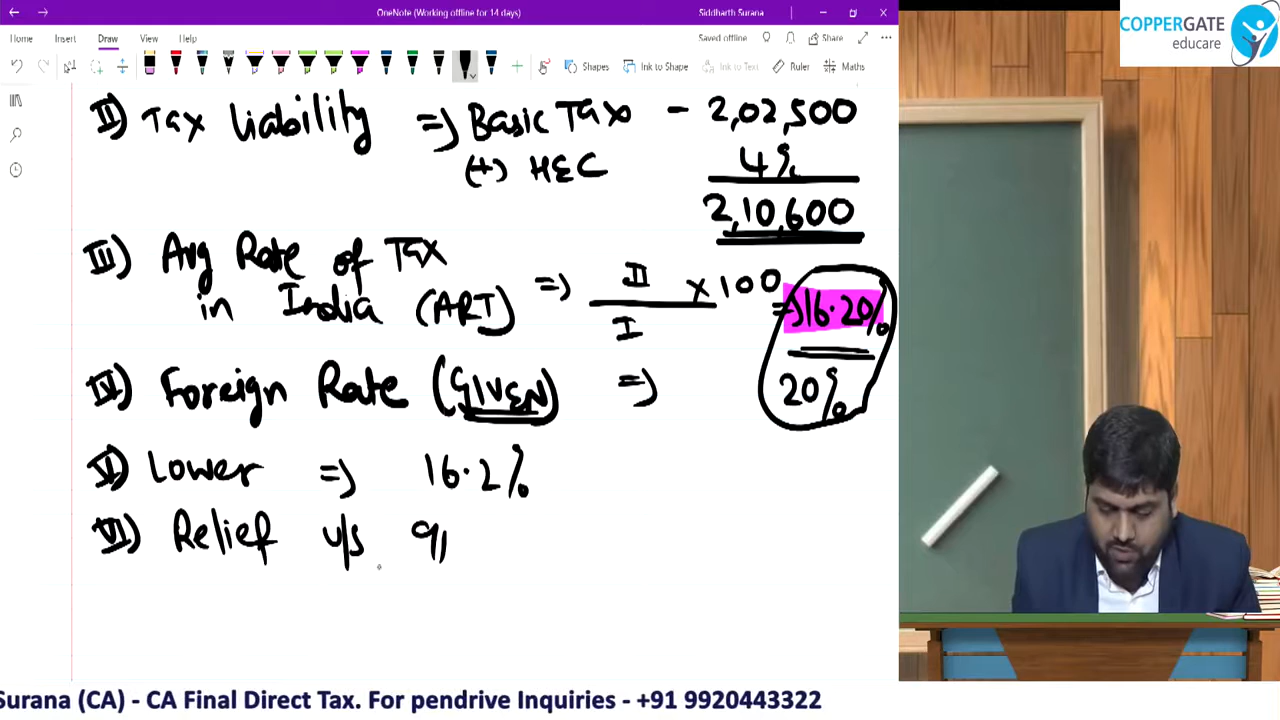 OneNote (Working offline for 14 days)
Siddharth Surana
Home Insert Draw View Help
Saved offline
Share
Shapes Ink to Shape Ink to Text Ruler Maths
COPPERGATE
educare
II) Tax liability => Basic Tax - 2,02,500
(+) HEC 4%
2,10,600
III) Avg Rate of Tax
in India (ART) => II / I x 100 => 16.20%
IV) Foreign Rate (GIVEN) => 20%
V) Lower => 16.2%
VI) Relief u/s 91
Surana (CA) - CA Final Direct Tax. For pendrive Inquiries - +91 9920443322